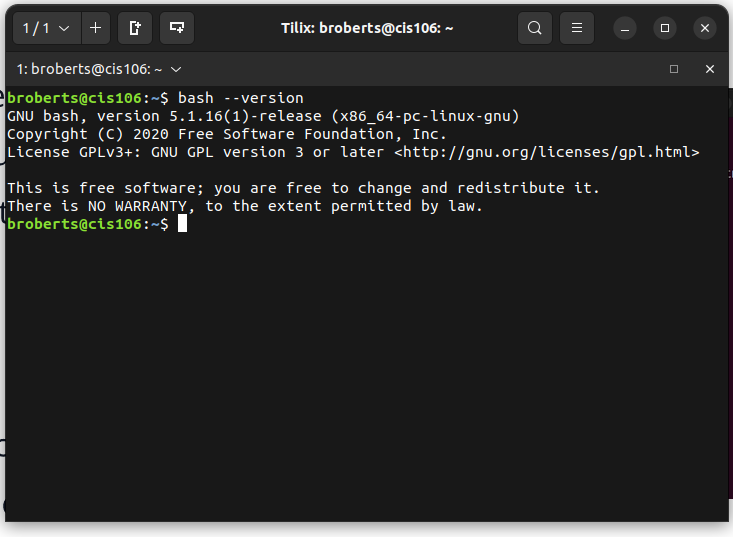 1 / 1
Tilix: broberts@cis106: ~
1: broberts@cis106: ~
broberts@cis106:~$ bash --version
GNU bash, version 5.1.16(1)-release (x86_64-pc-linux-gnu)
Copyright (C) 2020 Free Software Foundation, Inc.
License GPLv3+: GNU GPL version 3 or later <http://gnu.org/licenses/gpl.html>

This is free software; you are free to change and redistribute it.
There is NO WARRANTY, to the extent permitted by law.
broberts@cis106:~$